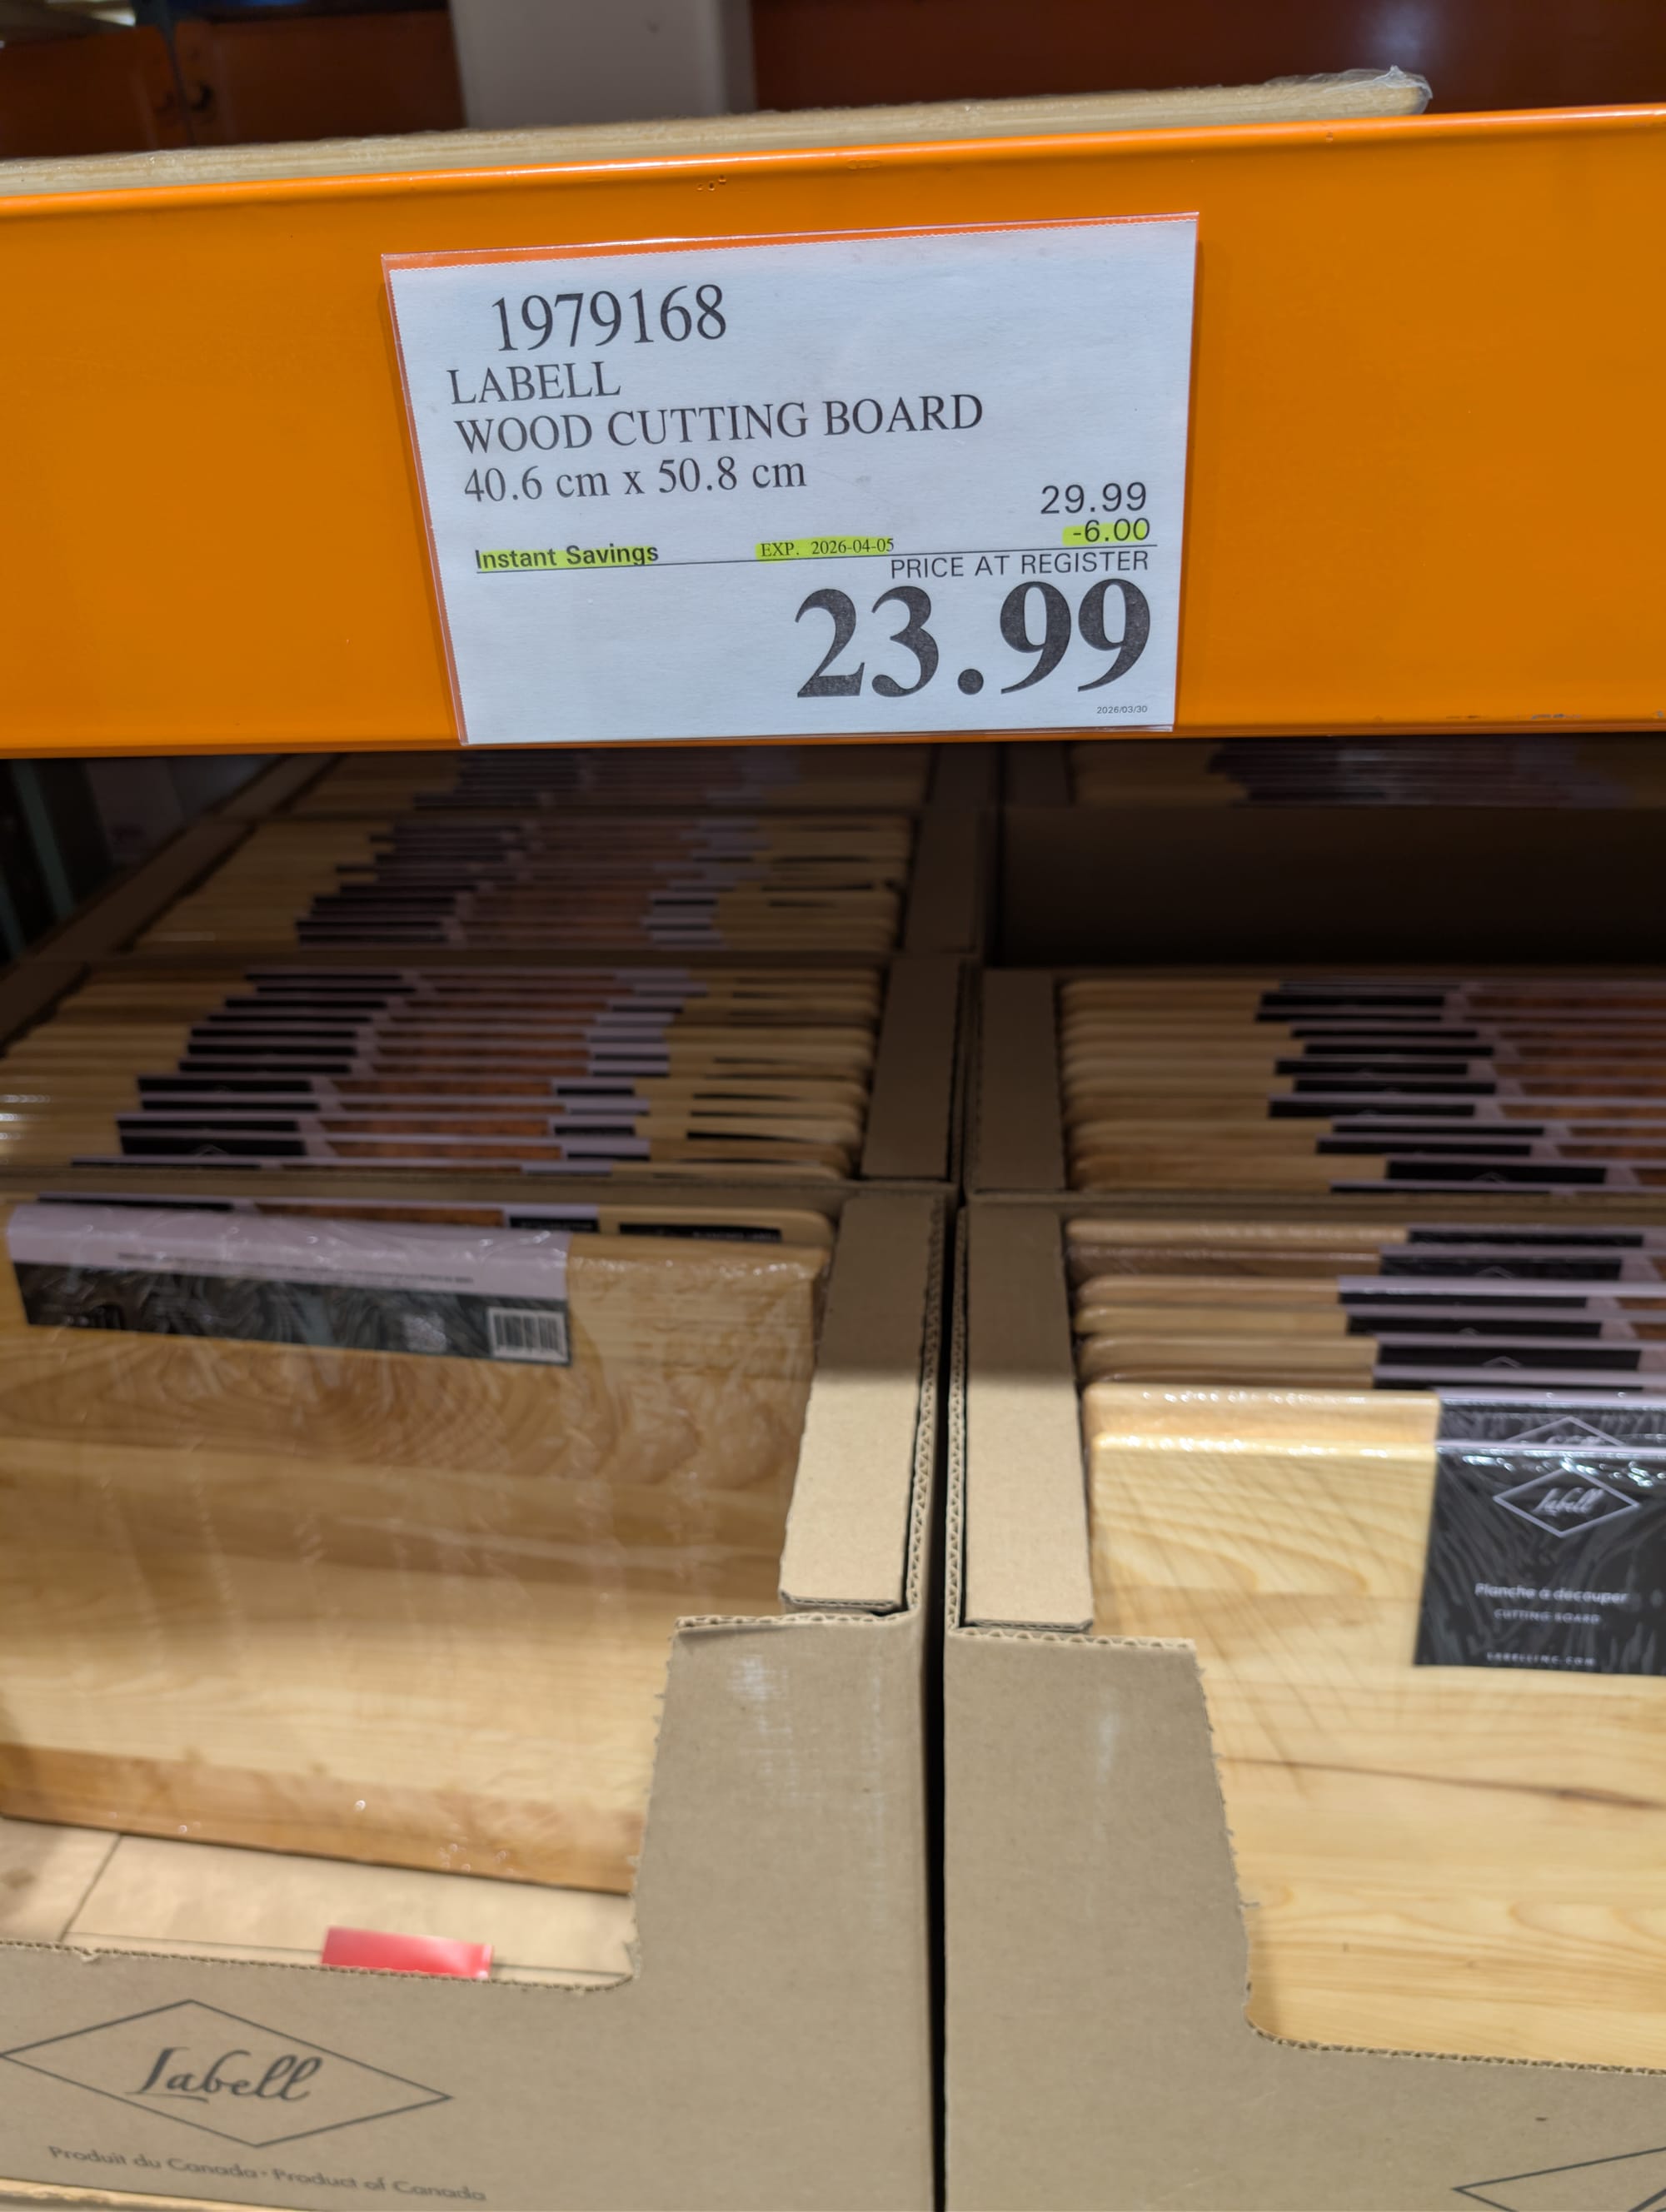 1979168
LABELL
WOOD CUTTING BOARD
40.6 cm x 50.8 cm
29.99
-6.00
Instant Savings
EXP. 2026-04-05
PRICE AT REGISTER
23.99
2026/03/30
Labell
Planche à découper
CUTTING BOARD
LABELLINC.COM
Labell
Produit du Canada • Product of Canada